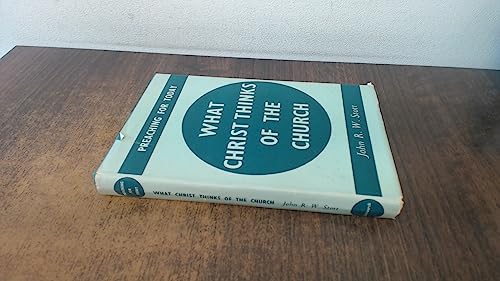 PREACHING FOR TODAY
WHAT
CHRIST THINKS
OF THE
CHURCH
John R. W. Stott
WHAT CHRIST THINKS OF THE CHURCH John R. W. Stott